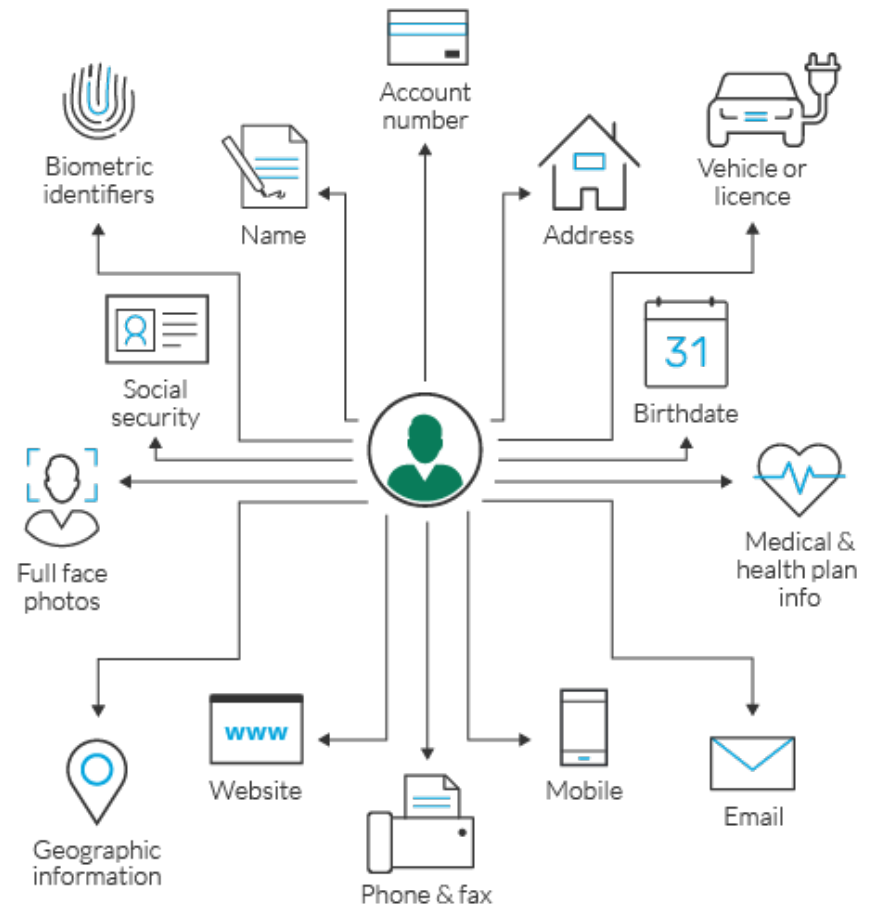 Account
number
Biometric
identifiers
Name
Address
Vehicle or
licence
31
Social
security
Birthdate
Full face
photos
Medical &
health plan
info
www
Website
Mobile
Email
Geographic
information
Phone & fax